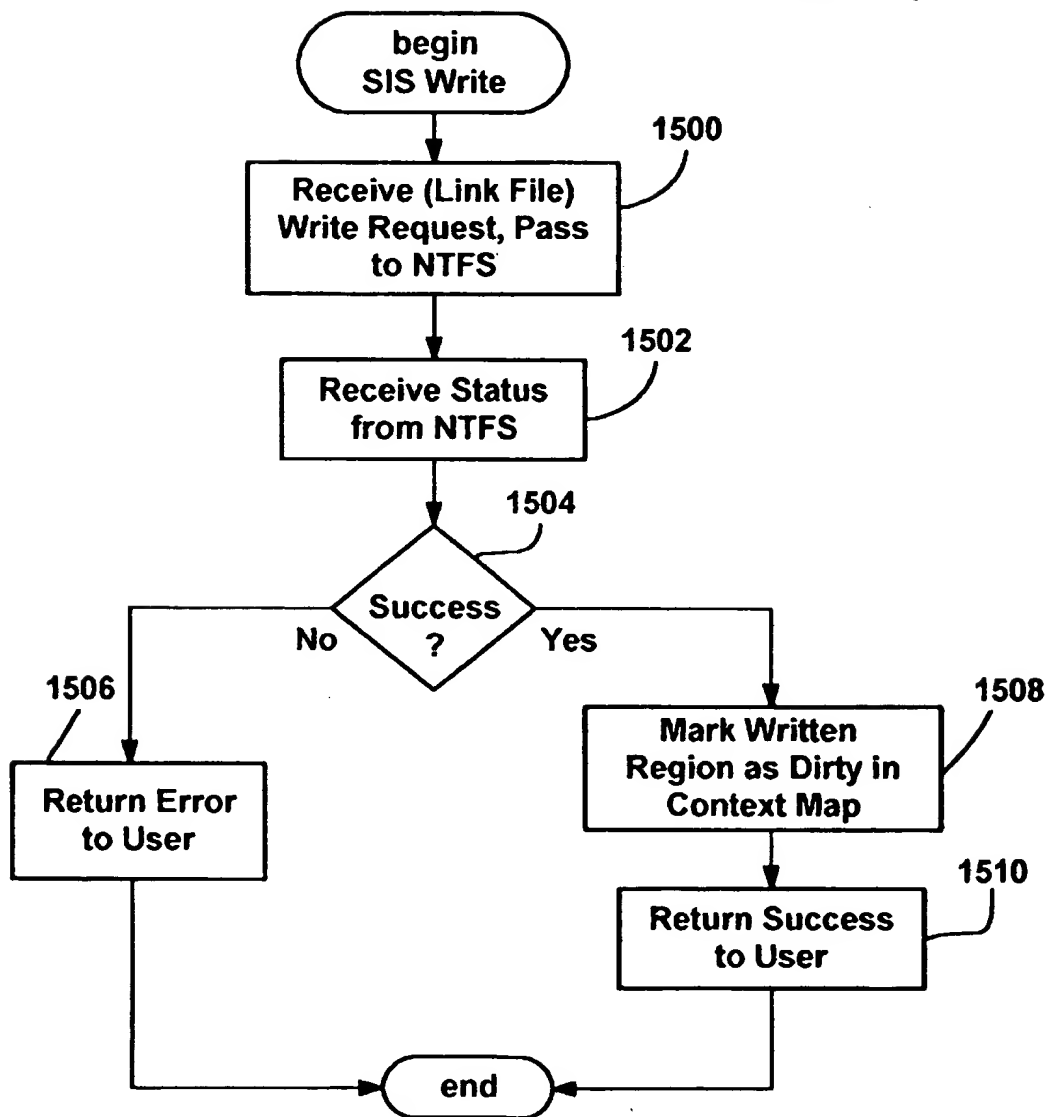 begin
SIS Write
1500
Receive (Link File)
Write Request, Pass
to NTFS
1502
Receive Status
from NTFS
1504
Success
?
No
Yes
1506
Return Error
to User
1508
Mark Written
Region as Dirty in
Context Map
1510
Return Success
to User
end